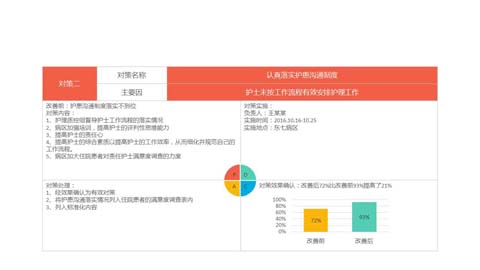 对策二
对策名称
认真落实护患沟通制度
主要因
护士未按工作流程有效安排护理工作
改善前：护患沟通制度落实不到位
对策内容：
1、护理质控组督导护士工作流程的落实情况
2、病区加强培训，提高护士的评判性思维能力
3、提高护士的责任心
4、提高护士的综合素质以提高护士的工作效率，从而细化并规范自己的
工作流程。
5、病区加大住院患者对责任护士满意度调查的力度
对策实施：
负责人：王某某
实施时间：2016.10.16-10.25
实施地点：东七病区
P
D
A
C
对策处理：
1、经效果确认为有效对策
2、将护患沟通落实情况列入住院患者的满意度调查表内
3、列入标准化内容
对策效果确认：改善后72%比改善前93%提高了21%
100%
80%
60%
40%
20%
0%
72%
93%
改善前
改善后